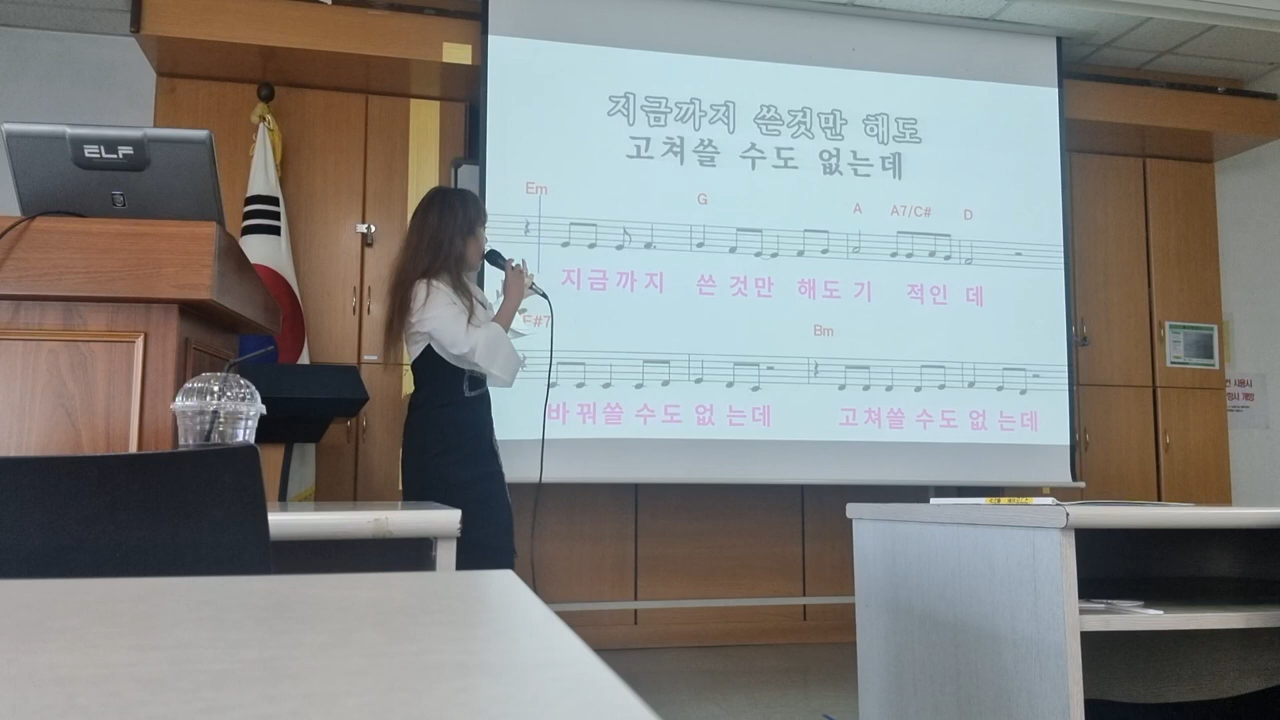 ELF
지금까지 쓴것만 해도
고쳐쓸 수도 없는데
Em G A A7/C# D
지금까지 쓴 것만 해도 기 적인 데
F#7 Bm
바꿔쓸 수도 없 는데 고쳐쓸 수도 없 는데